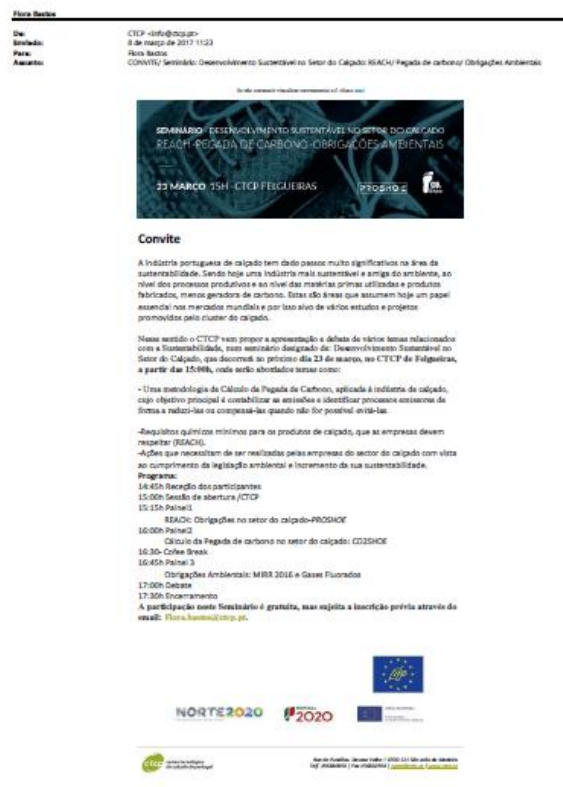 Flora Bastos
De: CTCP <info@ctcp.pt>
Enviado: 8 de março de 2017 11:23
Para: Flora Bastos
Assunto: CONVITE/ Seminário: Desenvolvimento Sustentável no Setor do Calçado: REACH/ Pegada de carbono/ Obrigações Ambientais
SEMINÁRIO - DESENVOLVIMENTO SUSTENTÁVEL NO SETOR DO CALÇADO
REACH-PEGADA DE CARBONO-OBRIGAÇÕES AMBIENTAIS
23 MARCO 15H -CTCP FELGUEIRAS
PROSHOE
Convite
A indústria portuguesa de calçado tem dado passos muito significativos na área da
sustentabilidade. Sendo hoje uma indústria mais sustentável e amiga do ambiente, ao
nível dos processos produtivos e ao nível das matérias primas utilizadas e produtos
fabricados, menos geradora de carbono. Estas são áreas que assumem hoje um papel
essencial nos mercados mundiais e por isso alvo de vários estudos e projetos
promovidos pelo cluster do calçado.
Nesse sentido o CTCP vem propor a apresentação e debate de vários temas relacionados
com a Sustentabilidade, num seminário designado de: Desenvolvimento Sustentável no
Setor do Calçado, que decorrerá no próximo dia 23 de março, no CTCP de Felgueiras,
a partir das 15:00h, onde serão abordados temas como:
- Uma metodologia de Cálculo da Pegada de Carbono, aplicada à indústria de calçado,
cujo objetivo principal é contabilizar as emissões e identificar processos emissores de
forma a reduzi-las ou compensá-las quando não for possível evitá-las.
-Requisitos químicos mínimos para os produtos de calçado, que as empresas devem
respeitar (REACH).
-Ações que necessitam de ser realizadas pelas empresas do sector do calçado com vista
ao cumprimento da legislação ambiental e incremento da sua sustentabilidade.
Programa:
14:45h Receção dos participantes
15:00h Sessão de abertura /CTCP
15:15h Painel1
REACH: Obrigações no setor do calçado-PROSHOE
16:00h Painel2
Cálculo da Pegada de carbono no setor do calçado: CO2SHOE
16:30- Cofee Break
16:45h Painel 3
Obrigações Ambientais: MIRR 2016 e Gases Fluorados
17:00h Debate
17:30h Encerramento
A participação neste Seminário é gratuita, mas sujeita a inscrição prévia através do
email: Flora.bastos@ctcp.pt.
life
NORTE2020
2020
ctcp centro tecnológico
do calçado de portugal